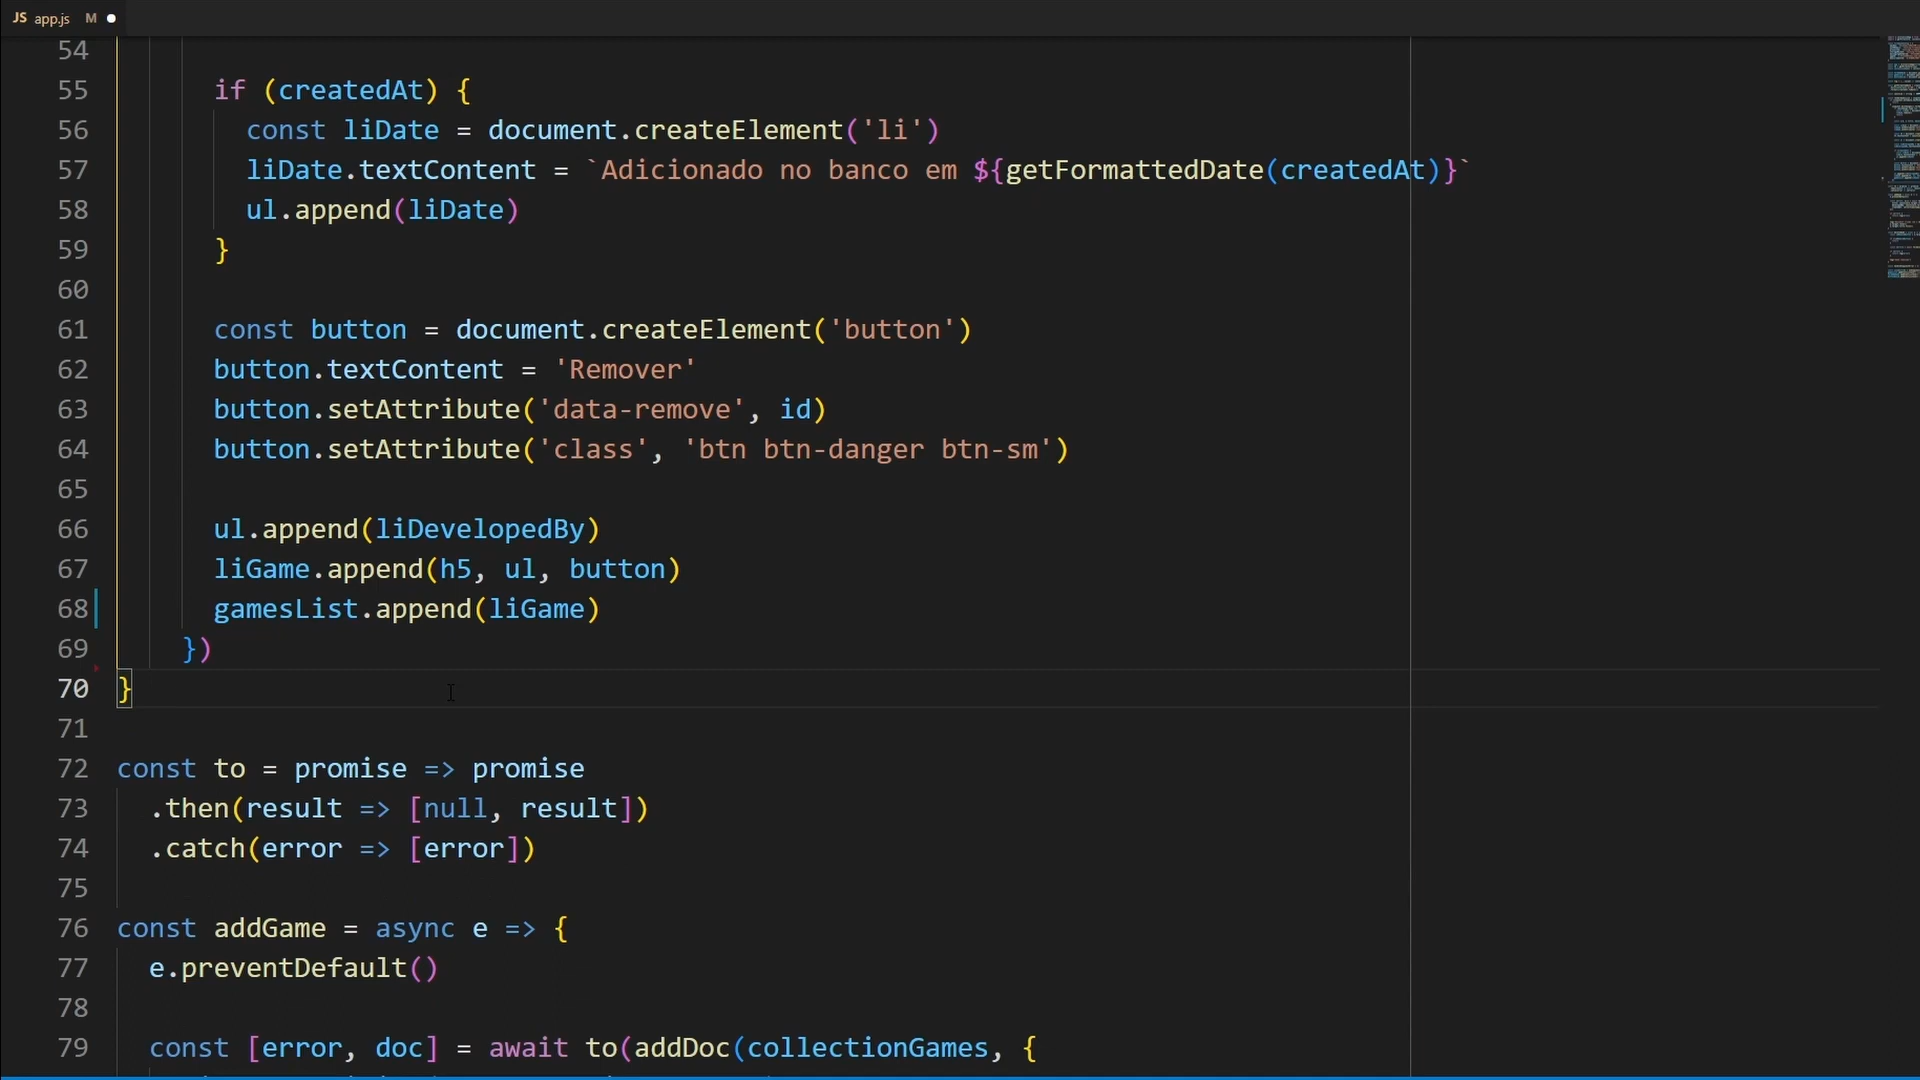 JS app.js M
54
55 if (createdAt) {
56 const liDate = document.createElement('li')
57 liDate.textContent = `Adicionado no banco em ${getFormattedDate(createdAt)}`
58 ul.append(liDate)
59 }
60
61 const button = document.createElement('button')
62 button.textContent = 'Remover'
63 button.setAttribute('data-remove', id)
64 button.setAttribute('class', 'btn btn-danger btn-sm')
65
66 ul.append(liDevelopedBy)
67 liGame.append(h5, ul, button)
68 gamesList.append(liGame)
69 })
70 }
71
72 const to = promise => promise
73 .then(result => [null, result])
74 .catch(error => [error])
75
76 const addGame = async e => {
77 e.preventDefault()
78
79 const [error, doc] = await to(addDoc(collectionGames, {